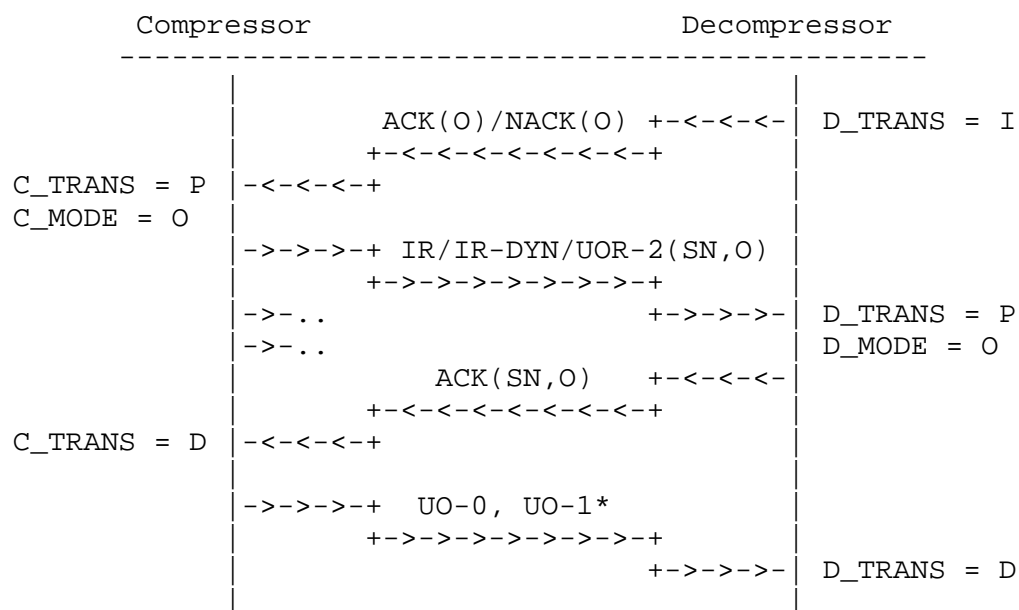 Compressor                     Decompressor
----------------------------------------------
|                               |
|        ACK(O)/NACK(O) +-<-<-<-| D_TRANS = I
|       +-<-<-<-<-<-<-<-+       |
C_TRANS = P |-<-<-<-+                       |
C_MODE = O  |                               |
|->->->-+ IR/IR-DYN/UOR-2(SN,O) |
|       +->->->->->->->-+       |
|->-..                  +->->->-| D_TRANS = P
|->-..                          | D_MODE = O
|           ACK(SN,O)   +-<-<-<-|
|       +-<-<-<-<-<-<-<-+       |
C_TRANS = D |-<-<-<-+                       |
|                               |
|->->->-+  UO-0, UO-1*          |
|       +->->->->->->->-+       |
|                       +->->->-| D_TRANS = D
|                               |